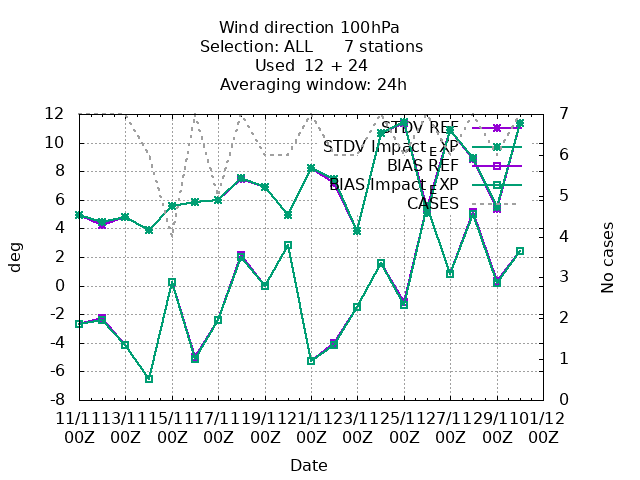 Wind direction 100hPa
Selection: ALL 7 stations
Used 12 + 24
Averaging window: 24h
STDV REF
STDV Impact_EXP
BIAS REF
BIAS Impact_EXP
CASES
12
10
8
6
4
2
0
-2
-4
-6
-8
deg
7
6
5
4
3
2
1
0
No cases
11/11 13/11 15/11 17/11 19/11 21/11 23/11 25/11 27/11 29/11 01/12
00Z 00Z 00Z 00Z 00Z 00Z 00Z 00Z 00Z 00Z 00Z
Date